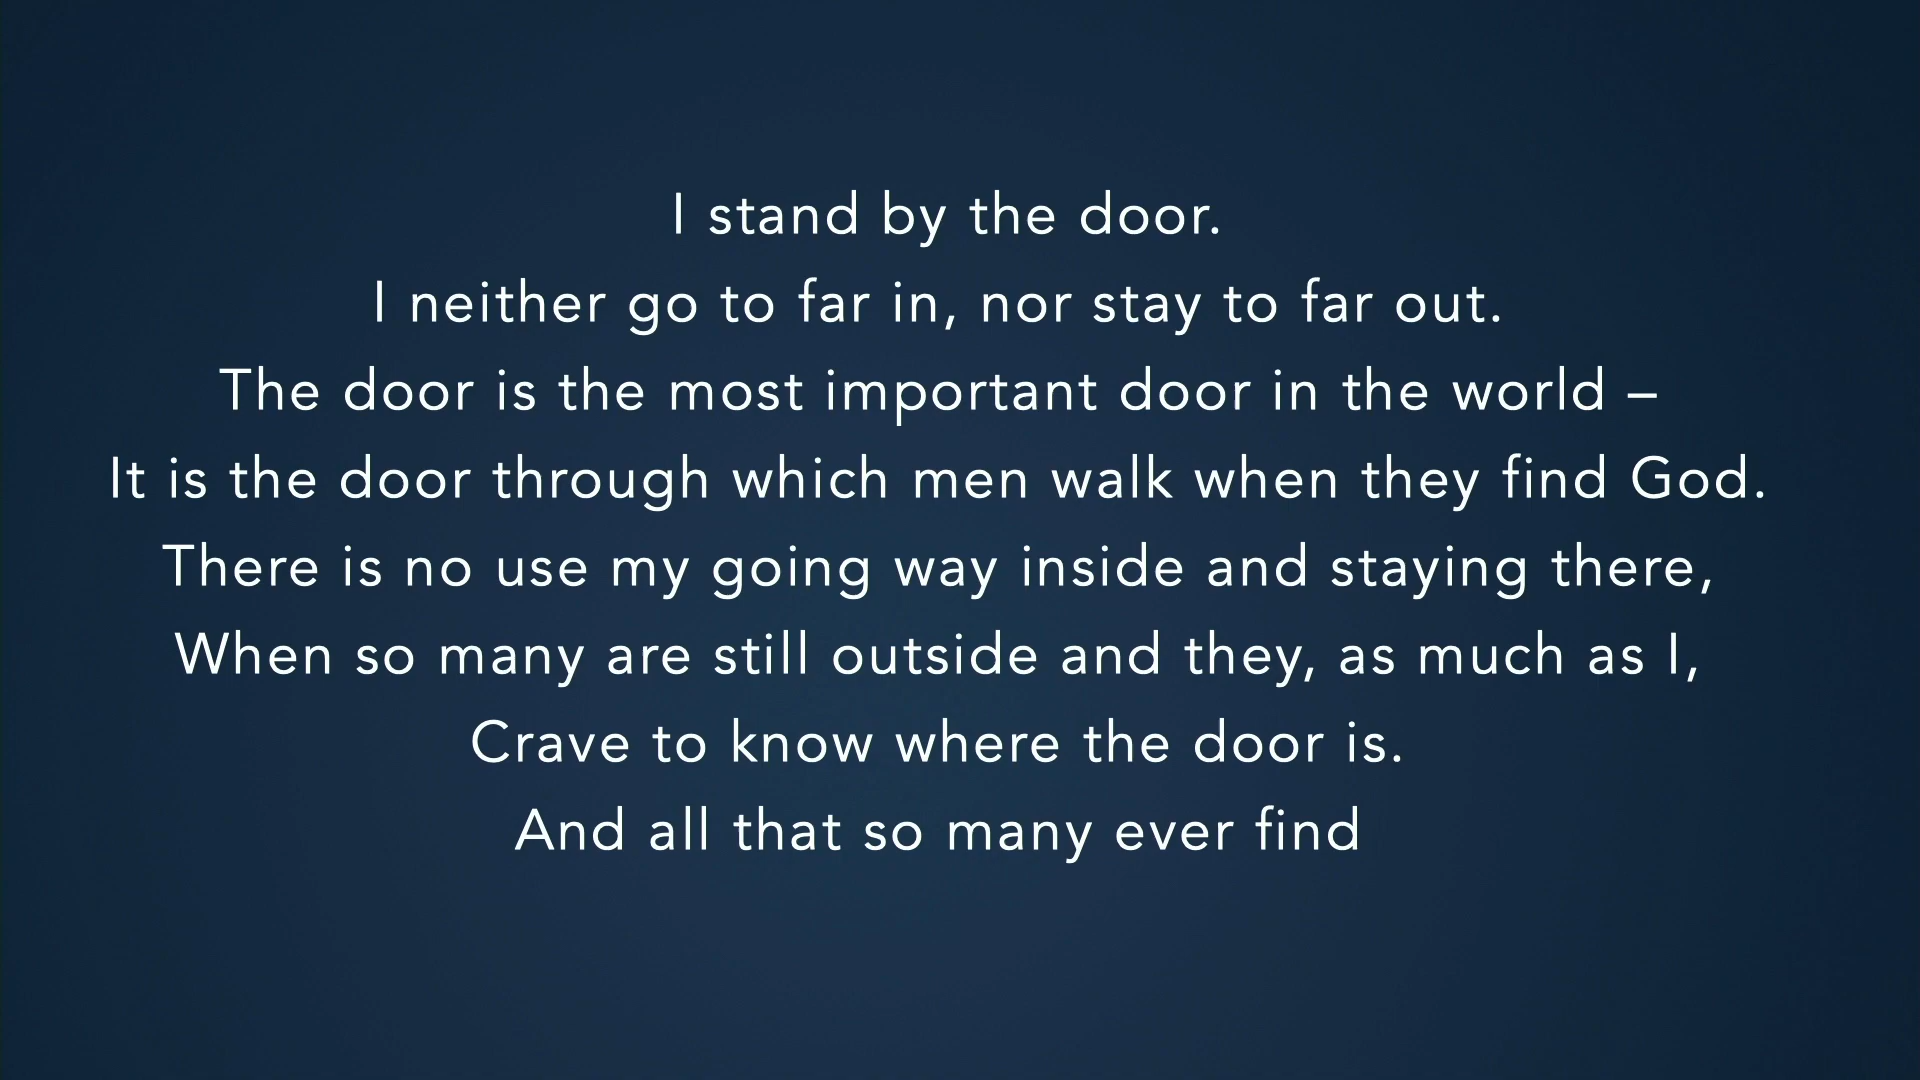 I stand by the door.
I neither go to far in, nor stay to far out.
The door is the most important door in the world –
It is the door through which men walk when they find God.
There is no use my going way inside and staying there,
When so many are still outside and they, as much as I,
Crave to know where the door is.
And all that so many ever find